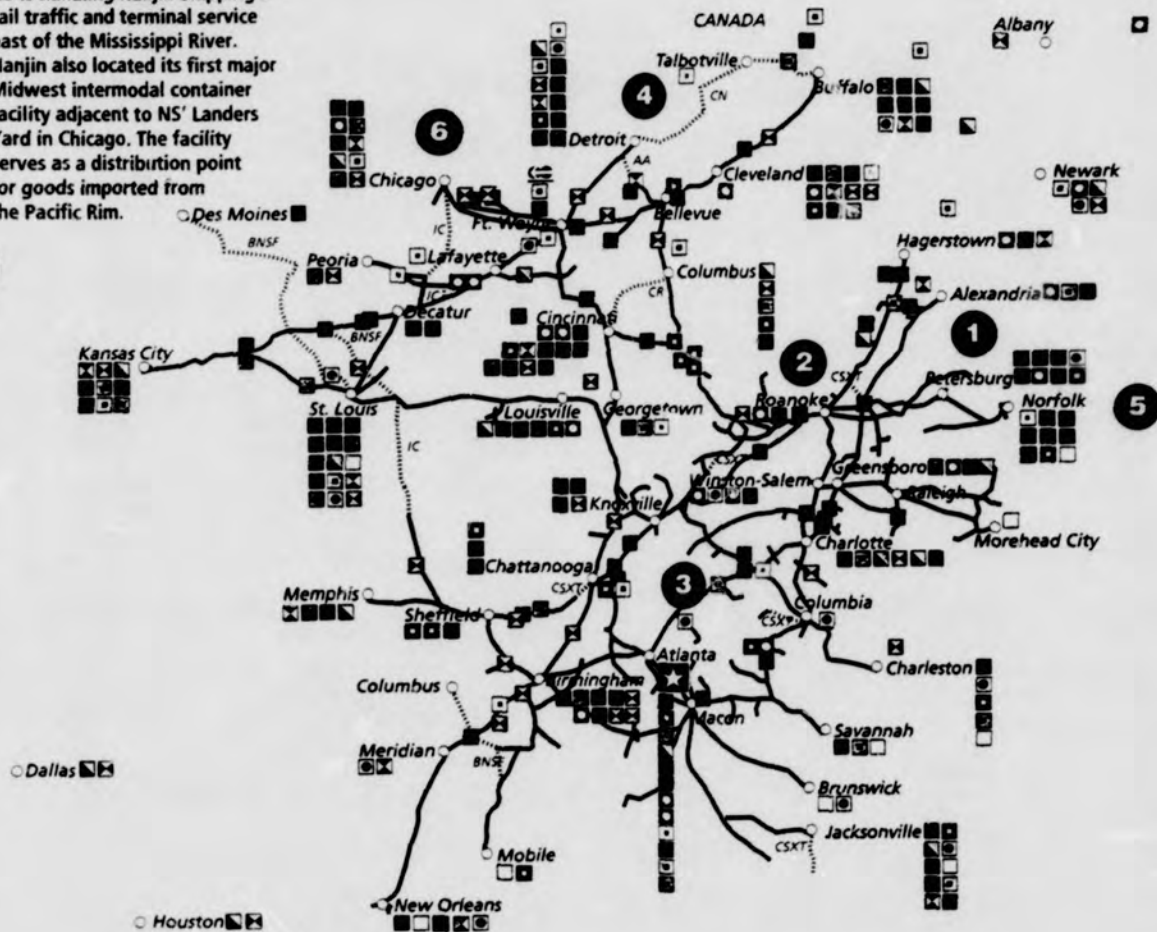 rail traffic and terminal service
east of the Mississippi River.
Hanjin also located its first major
Midwest intermodal container
facility adjacent to NS' Landers
Yard in Chicago. The facility
serves as a distribution point
for goods imported from
the Pacific Rim.
CANADA
Albany
Talbotville
4
CN
Buffalo
6
Detroit
AA
Chicago
Cleveland
Newark
Des Moines
Ft. Wayne
Bellevue
BNSF
IC
Hagerstown
Peoria
Lafayette
Columbus
Alexandria
IC
CR
Decatur
Cincinnati
1
BNSF
Kansas City
2
CSXT
Petersburg
St. Louis
Louisville
Georgetown
Roanoke
Norfolk
5
IC
Winston-Salem
Greensboro
Raleigh
Knoxville
Charlotte
Morehead City
Chattanooga
CSXT
3
Memphis
Sheffield
Columbia
CSXT
Atlanta
Charleston
Birmingham
Columbus
Macon
Savannah
Meridian
BNSF
Dallas
Brunswick
Jacksonville
CSXT
Mobile
New Orleans
Houston